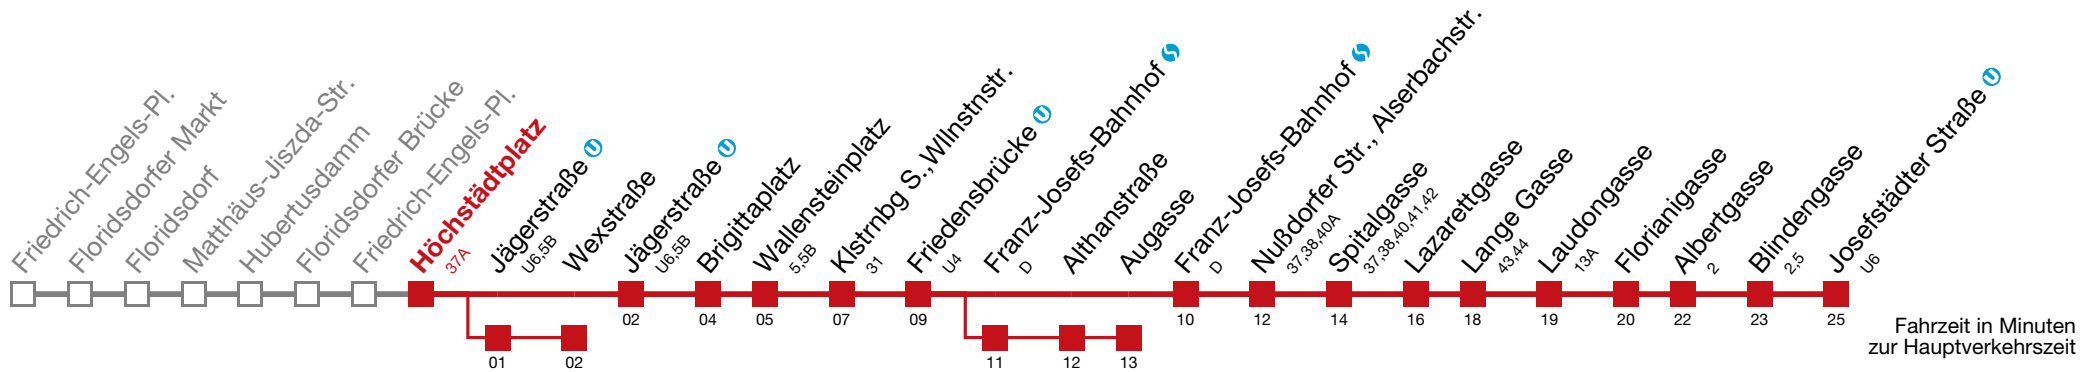 Friedrich-Engels-Pl.
Floridsdorfer Markt
Floridsdorf
Matthäus-Jiszda-Str.
Hubertusdamm
Floridsdorfer Brücke
Friedrich-Engels-Pl.
Höchstädtplatz
37A
Jägerstraße U
U6,5B
Wexstraße
Jägerstraße U
U6,5B
Brigittaplatz
Wallensteinplatz
5,5B
Klstrnbg S.,Wllnstnstr.
31
Friedensbrücke U
U4
Franz-Josefs-Bahnhof S
D
Althanstraße
Augasse
Franz-Josefs-Bahnhof S
D
Nußdorfer Str., Alserbachstr.
37,38,40A
Spitalgasse
37,38,40,41,42
Lazarettgasse
Lange Gasse
43,44
Laudongasse
13A
Florianigasse
Albertgasse
2
Blindengasse
2,5
Josefstädter Straße U
U6
02 04 05 07 09 10 12 14 16 18 19 20 22 23 25
01 02 11 12 13
Fahrzeit in Minuten
zur Hauptverkehrszeit